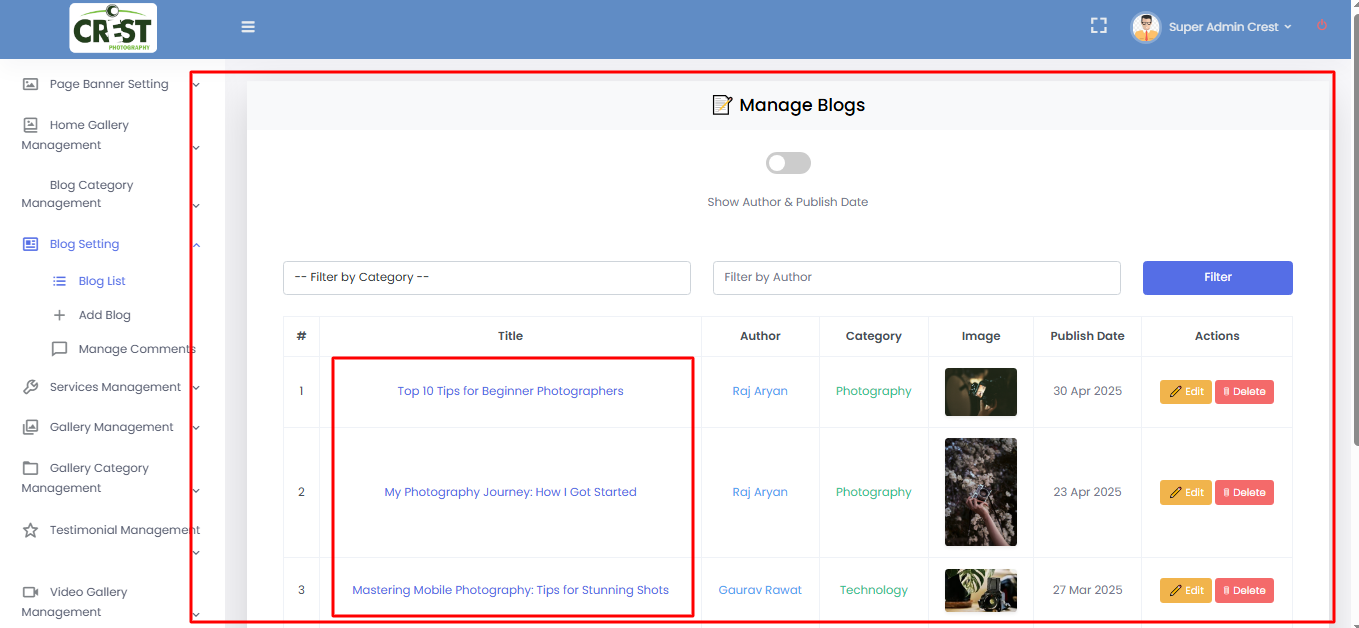 CREST
PHOTOGRAPHY
Super Admin Crest
Page Banner Setting
Home Gallery
Management
Blog Category
Management
Blog Setting
Blog List
Add Blog
Manage Comments
Services Management
Gallery Management
Gallery Category
Management
Testimonial Management
Video Gallery
Management
Manage Blogs
Show Author & Publish Date
-- Filter by Category --
Filter by Author
Filter
# Title Author Category Image Publish Date Actions
1 Top 10 Tips for Beginner Photographers Raj Aryan Photography 30 Apr 2025 Edit Delete
2 My Photography Journey: How I Got Started Raj Aryan Photography 23 Apr 2025 Edit Delete
3 Mastering Mobile Photography: Tips for Stunning Shots Gaurav Rawat Technology 27 Mar 2025 Edit Delete